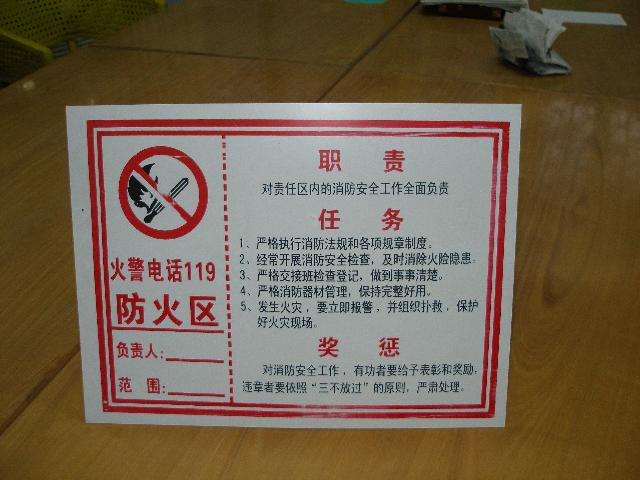 火警电话119
防火区
负责人:
范 围:
职 责
对责任区内的消防安全工作全面负责
任 务
1、严格执行消防法规和各项规章制度。
2、经常开展消防安全检查，及时消除火险隐患。
3、严格交接班检查登记，做到事事清楚。
4、严格消防器材管理，保持完整好用。
5、发生火灾，要立即报警，并组织扑救，保护
好火灾现场。
奖 惩
对消防安全工作，有功者要给予表彰和奖励，
违章者要依照“三不放过”的原则，严肃处理。